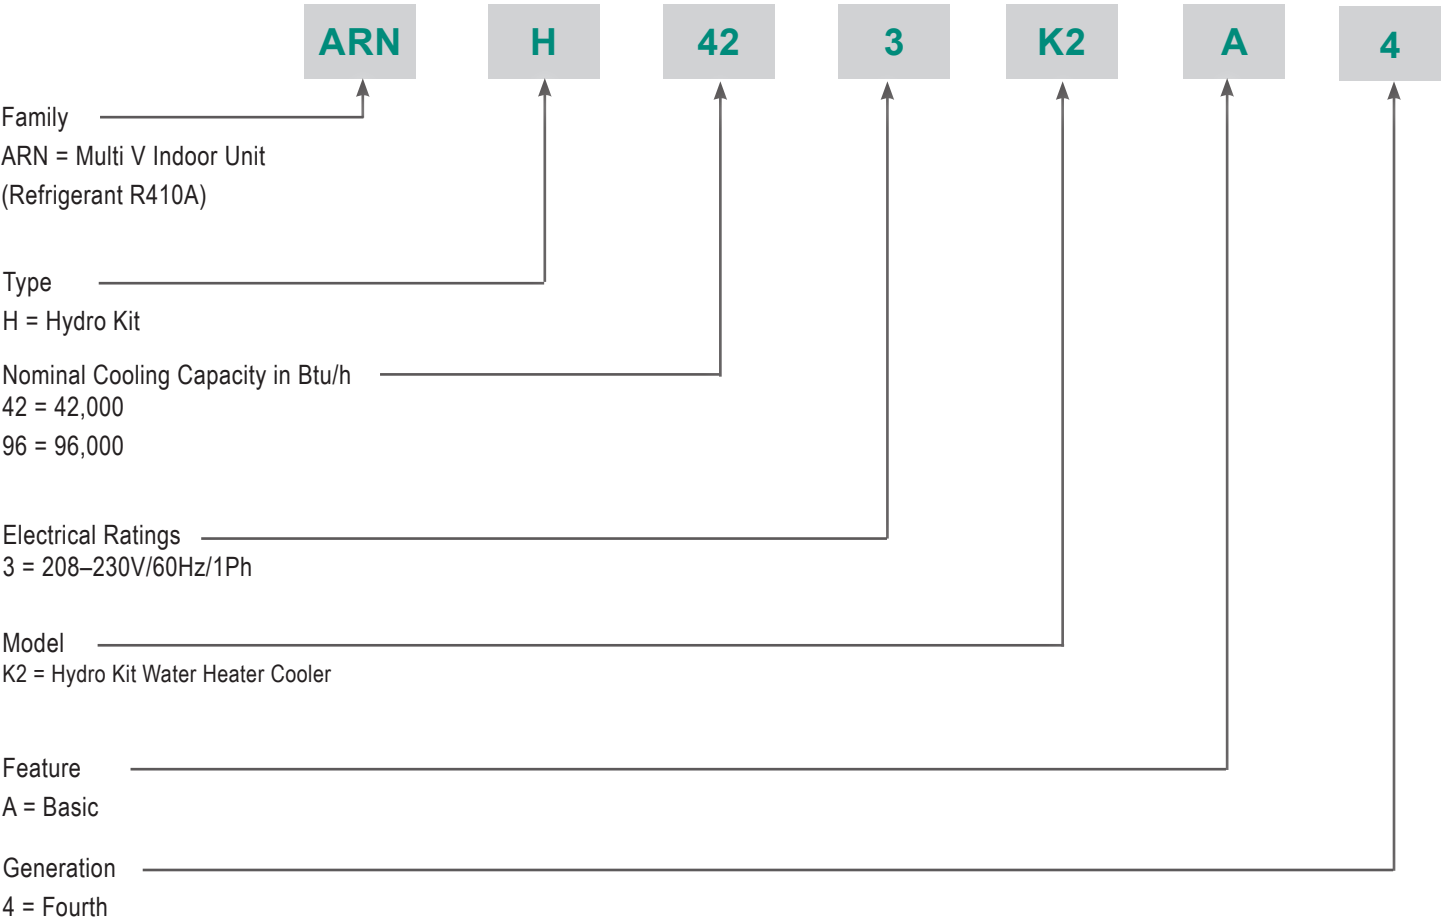 ARN H 42 3 K2 A 4
Family
ARN = Multi V Indoor Unit
(Refrigerant R410A)
Type
H = Hydro Kit
Nominal Cooling Capacity in Btu/h
42 = 42,000
96 = 96,000
Electrical Ratings
3 = 208–230V/60Hz/1Ph
Model
K2 = Hydro Kit Water Heater Cooler
Feature
A = Basic
Generation
4 = Fourth